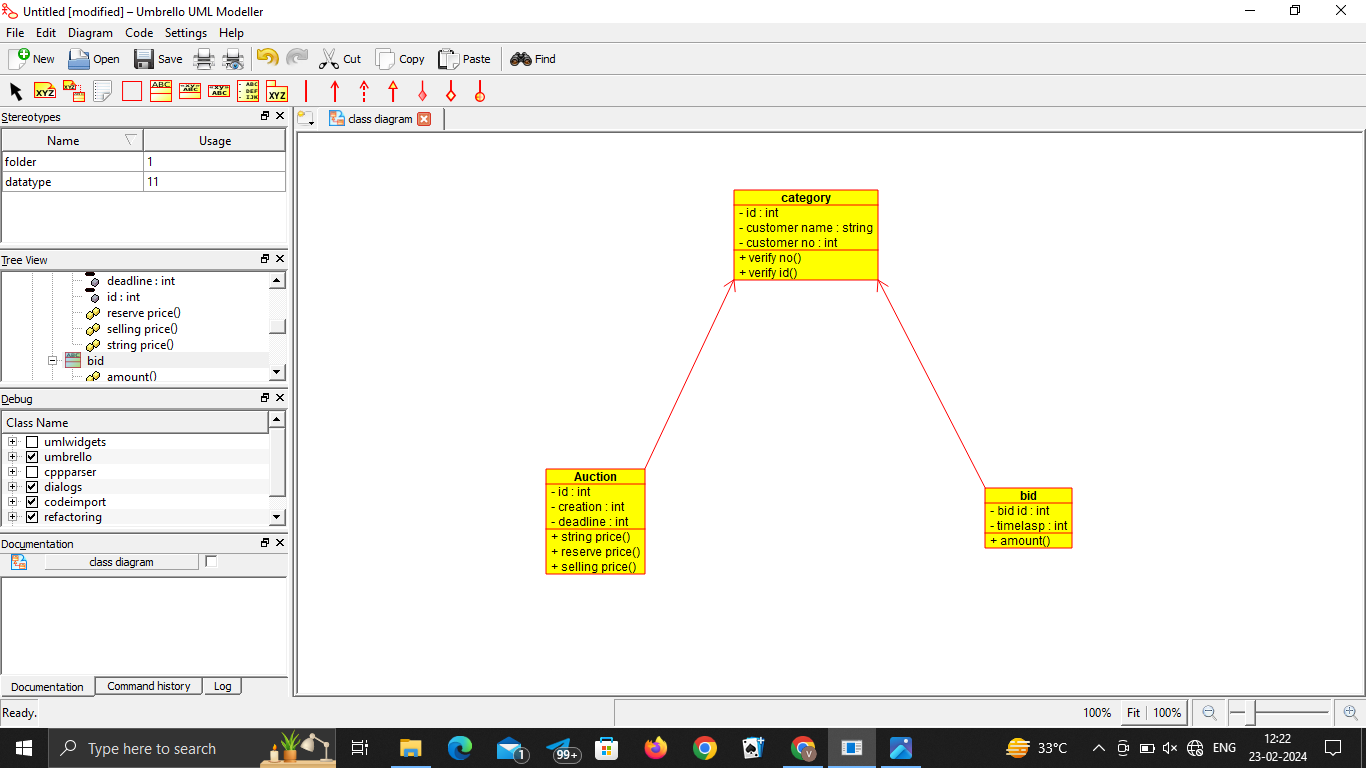 Untitled [modified] – Umbrello UML Modeller
File Edit Diagram Code Settings Help
New Open Save Cut Copy Paste Find
Stereotypes
Name Usage
folder 1
datatype 11
Tree View
deadline : int
id : int
reserve price()
selling price()
string price()
bid
amount()
Debug
Class Name
umlwidgets
umbrello
cppparser
dialogs
codeimport
refactoring
Documentation
class diagram
Documentation Command history Log
Ready.
class diagram
category
- id : int
- customer name : string
- customer no : int
+ verify no()
+ verify id()
Auction
- id : int
- creation : int
- deadline : int
+ string price()
+ reserve price()
+ selling price()
bid
- bid id : int
- timelasp : int
+ amount()
100% Fit 100%
Type here to search
1
99+
V
33°C
ENG
12:22
23-02-2024